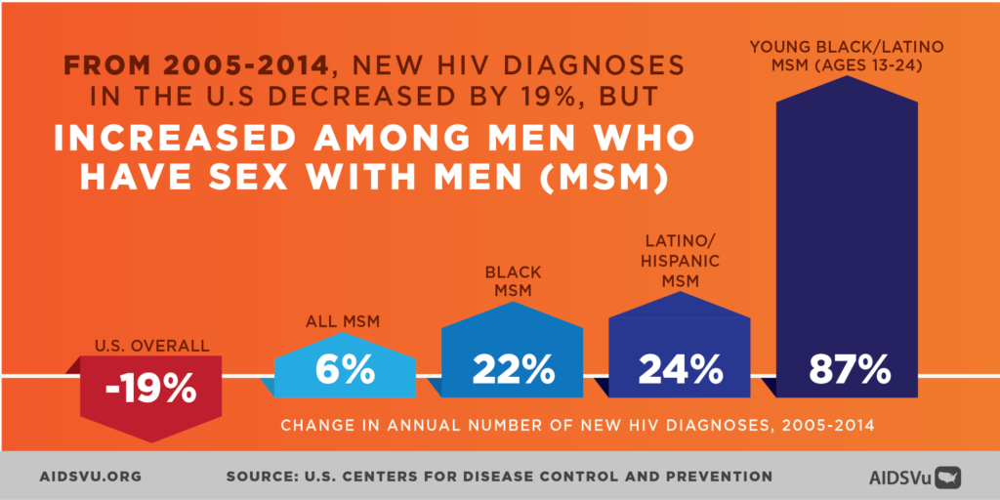 FROM 2005-2014, NEW HIV DIAGNOSES
IN THE U.S DECREASED BY 19%, BUT
INCREASED AMONG MEN WHO
HAVE SEX WITH MEN (MSM)
U.S. OVERALL
-19%
ALL MSM
6%
BLACK
MSM
22%
LATINO/
HISPANIC
MSM
24%
YOUNG BLACK/LATINO
MSM (AGES 13-24)
87%
CHANGE IN ANNUAL NUMBER OF NEW HIV DIAGNOSES, 2005-2014
AIDSVU.ORG
SOURCE: U.S. CENTERS FOR DISEASE CONTROL AND PREVENTION
AIDSVu